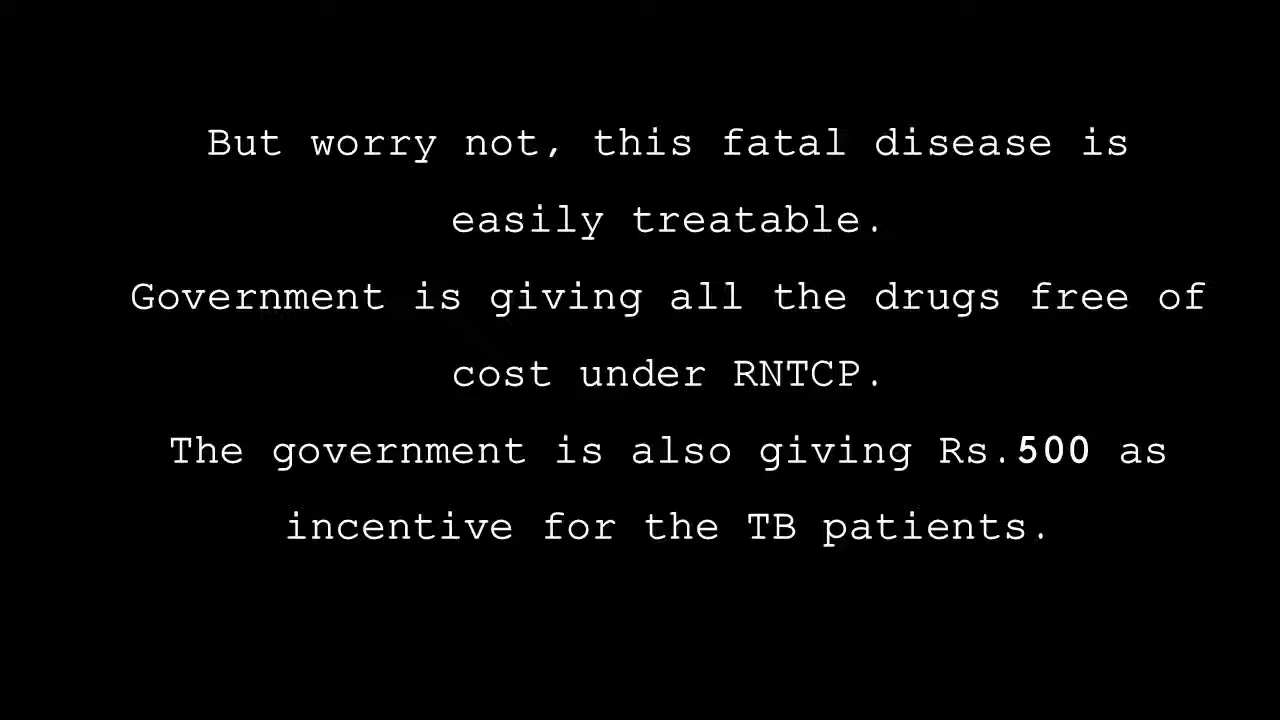 But worry not, this fatal disease is
easily treatable.
Government is giving all the drugs free of
cost under RNTCP.
The government is also giving Rs.500 as
incentive for the TB patients.